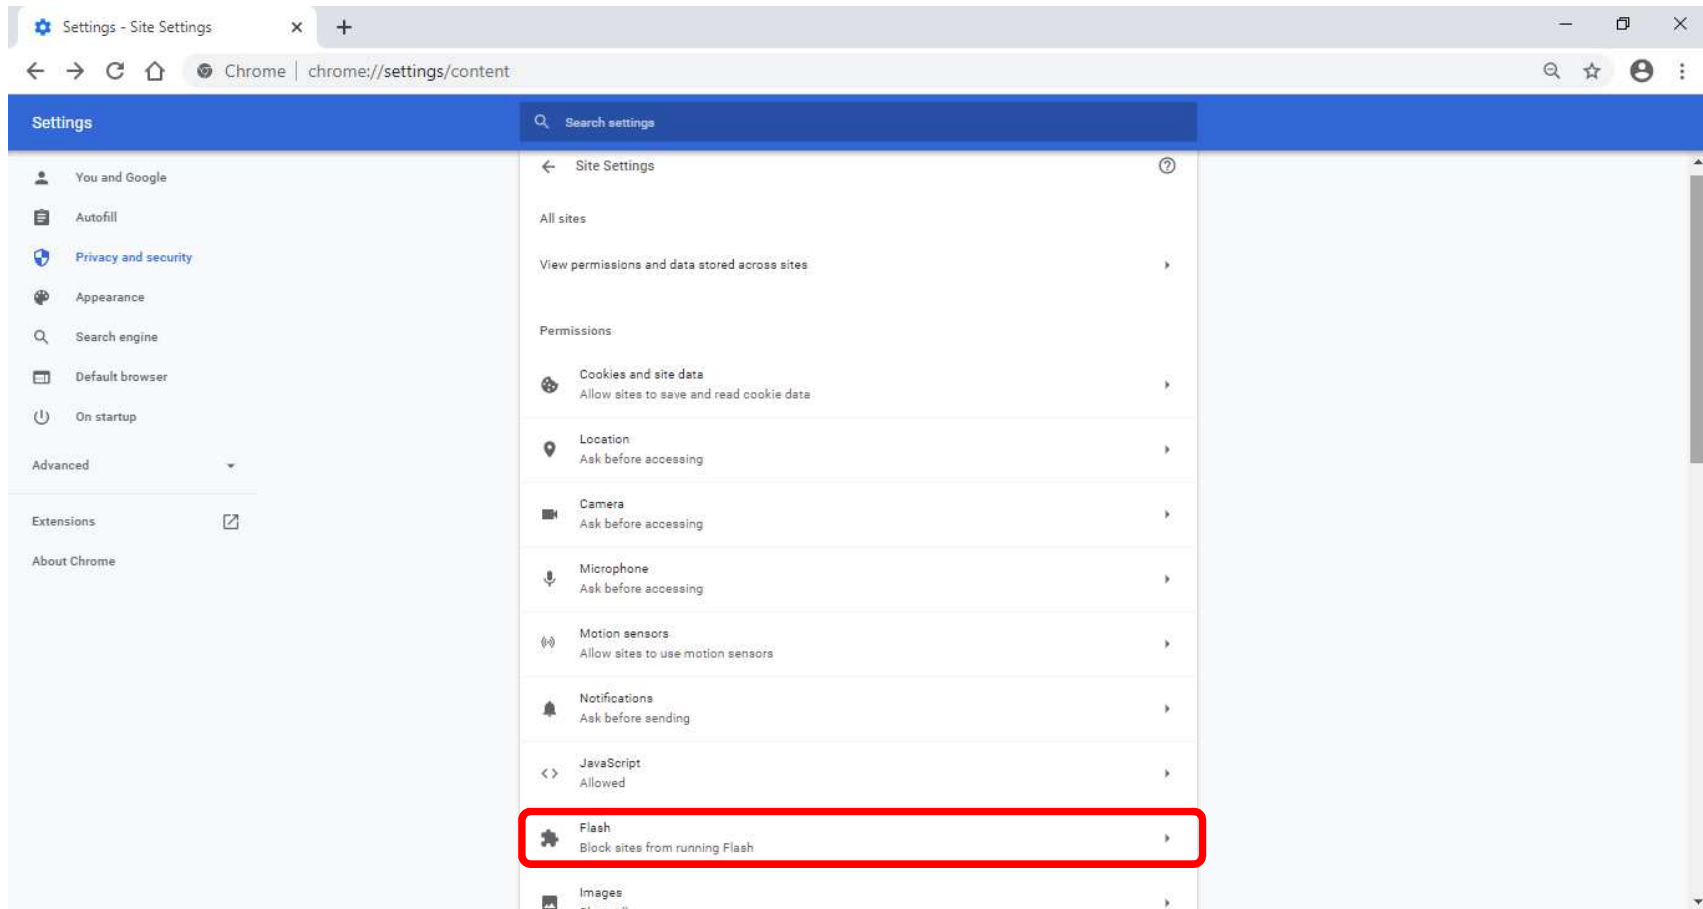 Settings - Site Settings
Chrome | chrome://settings/content
Settings
Search settings
You and Google
Autofill
Privacy and security
Appearance
Search engine
Default browser
On startup
Advanced
Extensions
About Chrome
Site Settings
All sites
View permissions and data stored across sites
Permissions
Cookies and site data
Allow sites to save and read cookie data
Location
Ask before accessing
Camera
Ask before accessing
Microphone
Ask before accessing
Motion sensors
Allow sites to use motion sensors
Notifications
Ask before sending
JavaScript
Allowed
Flash
Block sites from running Flash
Images